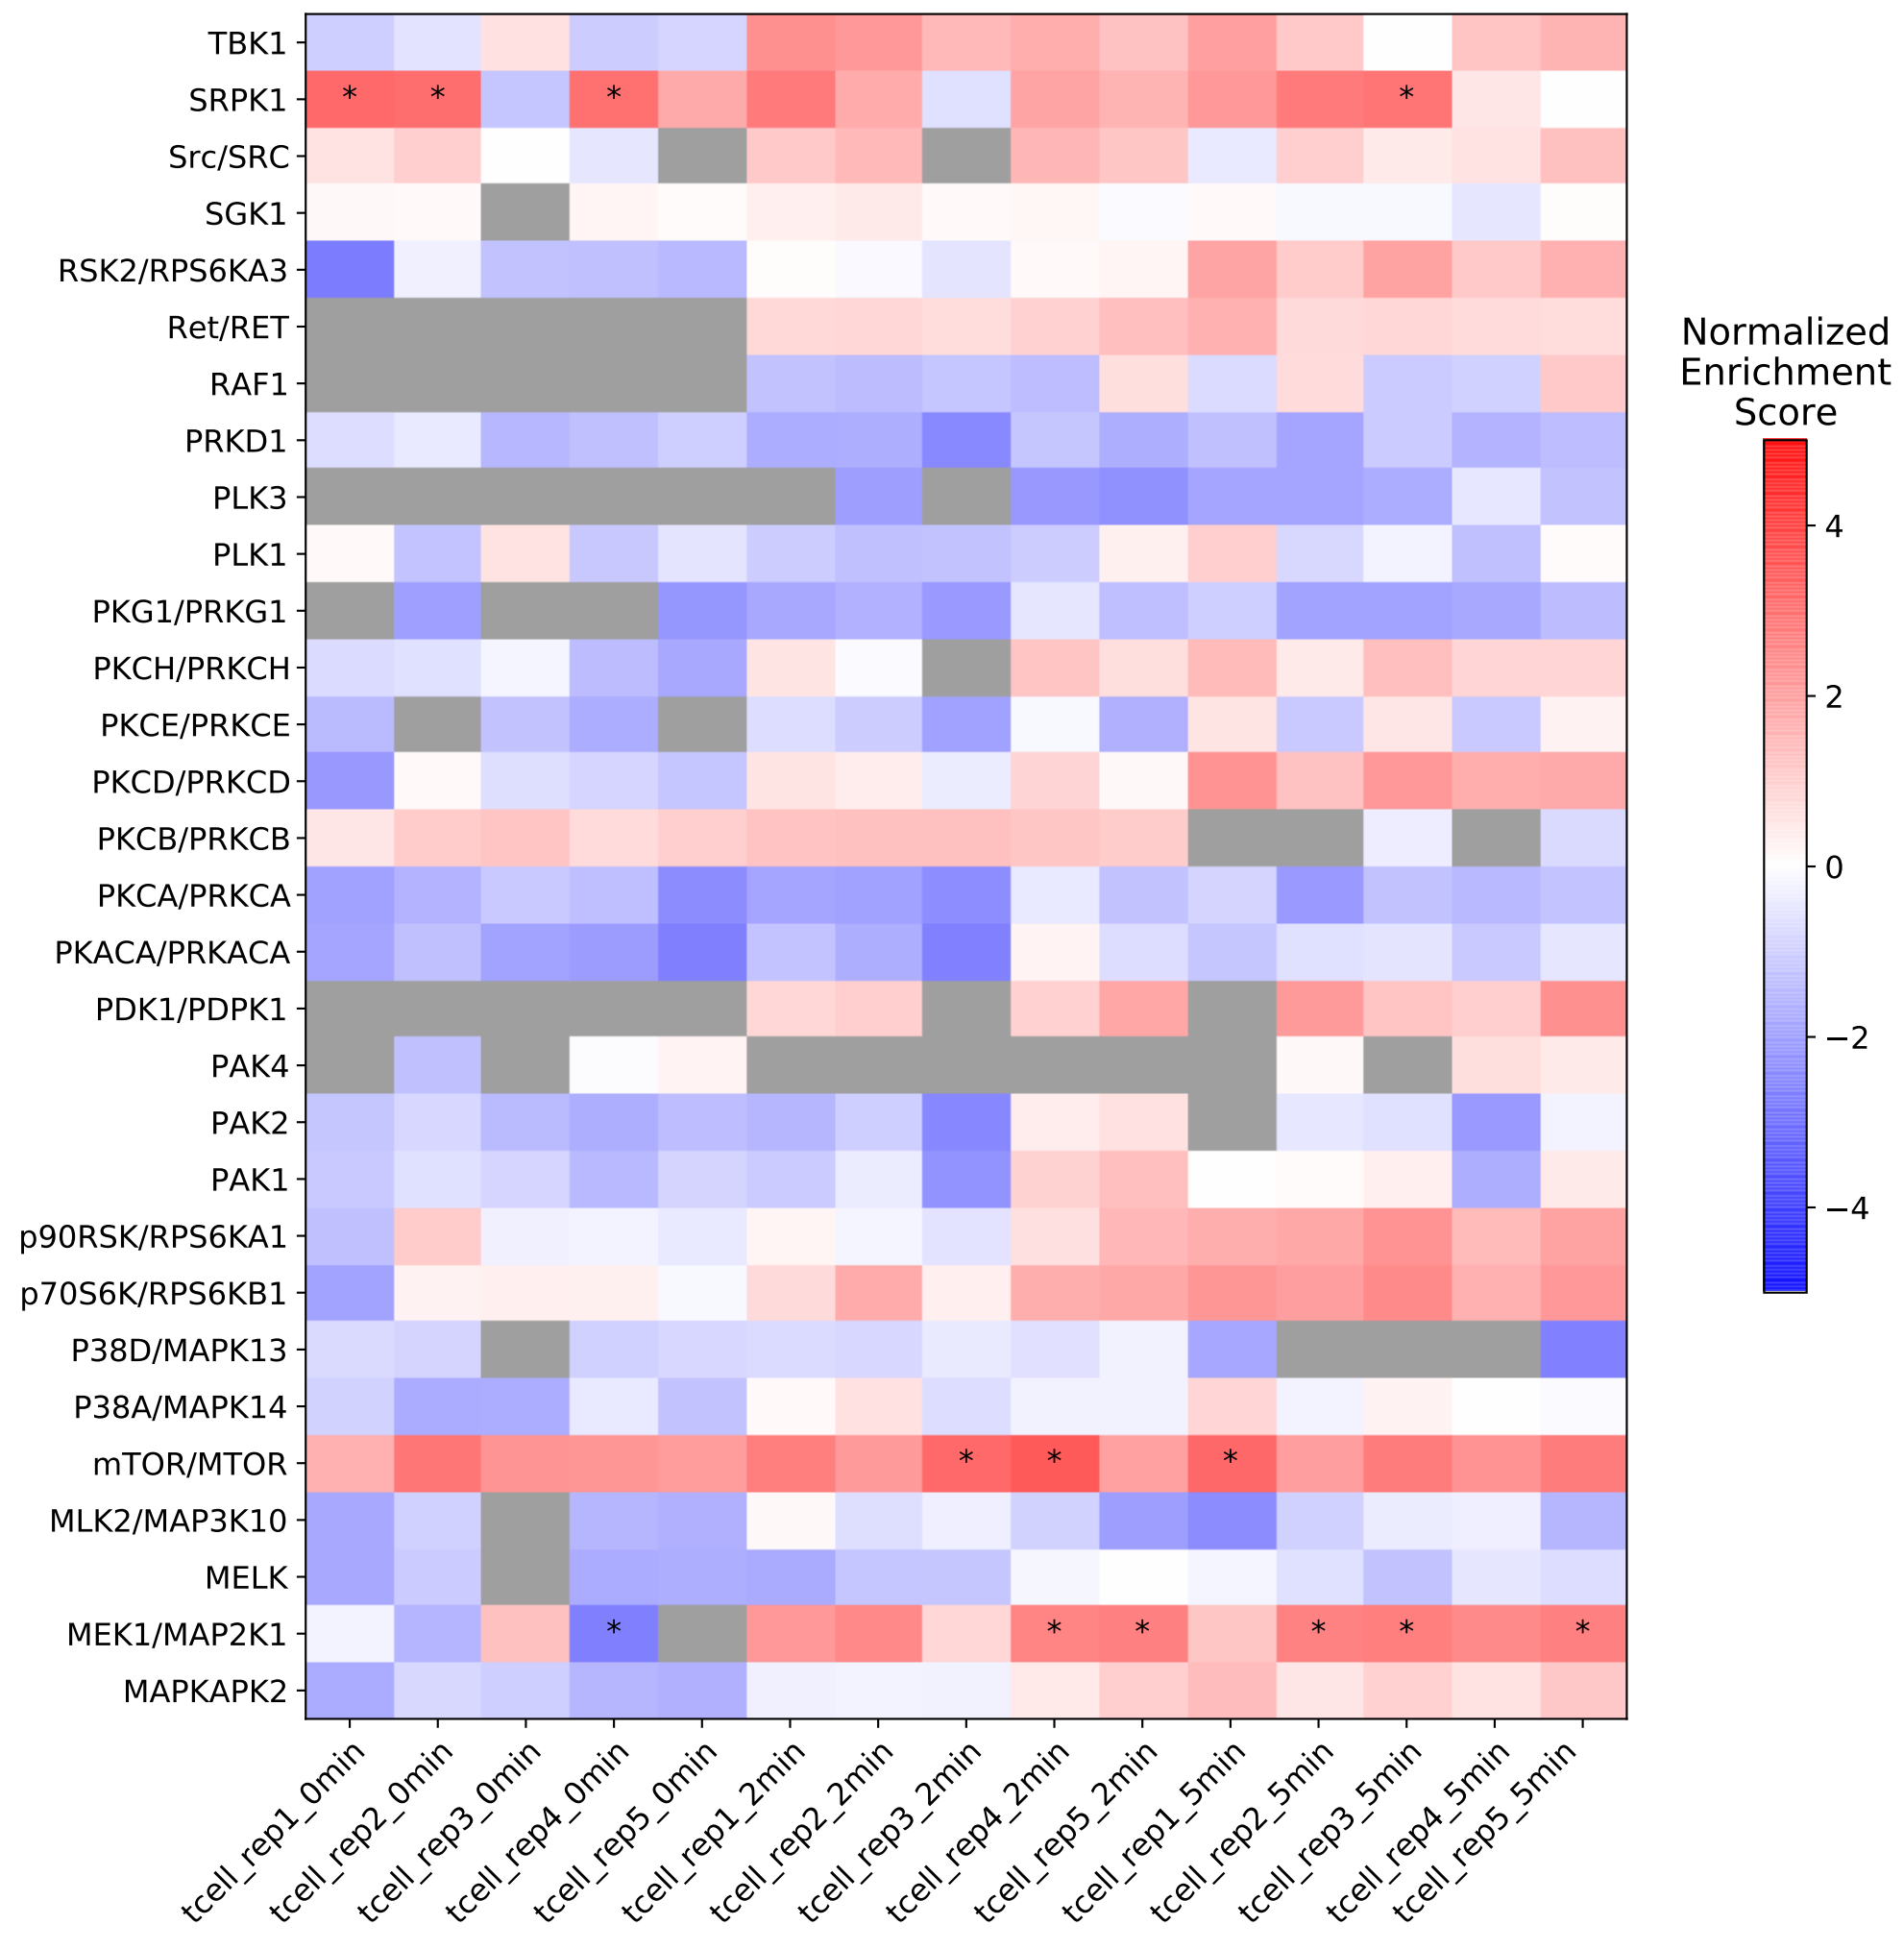 TBK1
SRPK1
* * * *
Src/SRC
SGK1
RSK2/RPS6KA3
Ret/RET
RAF1
PRKD1
PLK3
PLK1
PKG1/PRKG1
PKCH/PRKCH
PKCE/PRKCE
PKCD/PRKCD
PKCB/PRKCB
PKCA/PRKCA
PKACA/PRKACA
PDK1/PDPK1
PAK4
PAK2
PAK1
p90RSK/RPS6KA1
p70S6K/RPS6KB1
P38D/MAPK13
P38A/MAPK14
mTOR/MTOR
* * *
MLK2/MAP3K10
MELK
MEK1/MAP2K1
* * * * * *
MAPKAPK2
tcell_rep1_0min
tcell_rep2_0min
tcell_rep3_0min
tcell_rep4_0min
tcell_rep5_0min
tcell_rep1_2min
tcell_rep2_2min
tcell_rep3_2min
tcell_rep4_2min
tcell_rep5_2min
tcell_rep1_5min
tcell_rep2_5min
tcell_rep3_5min
tcell_rep4_5min
tcell_rep5_5min
Normalized
Enrichment
Score
4
2
0
−2
−4